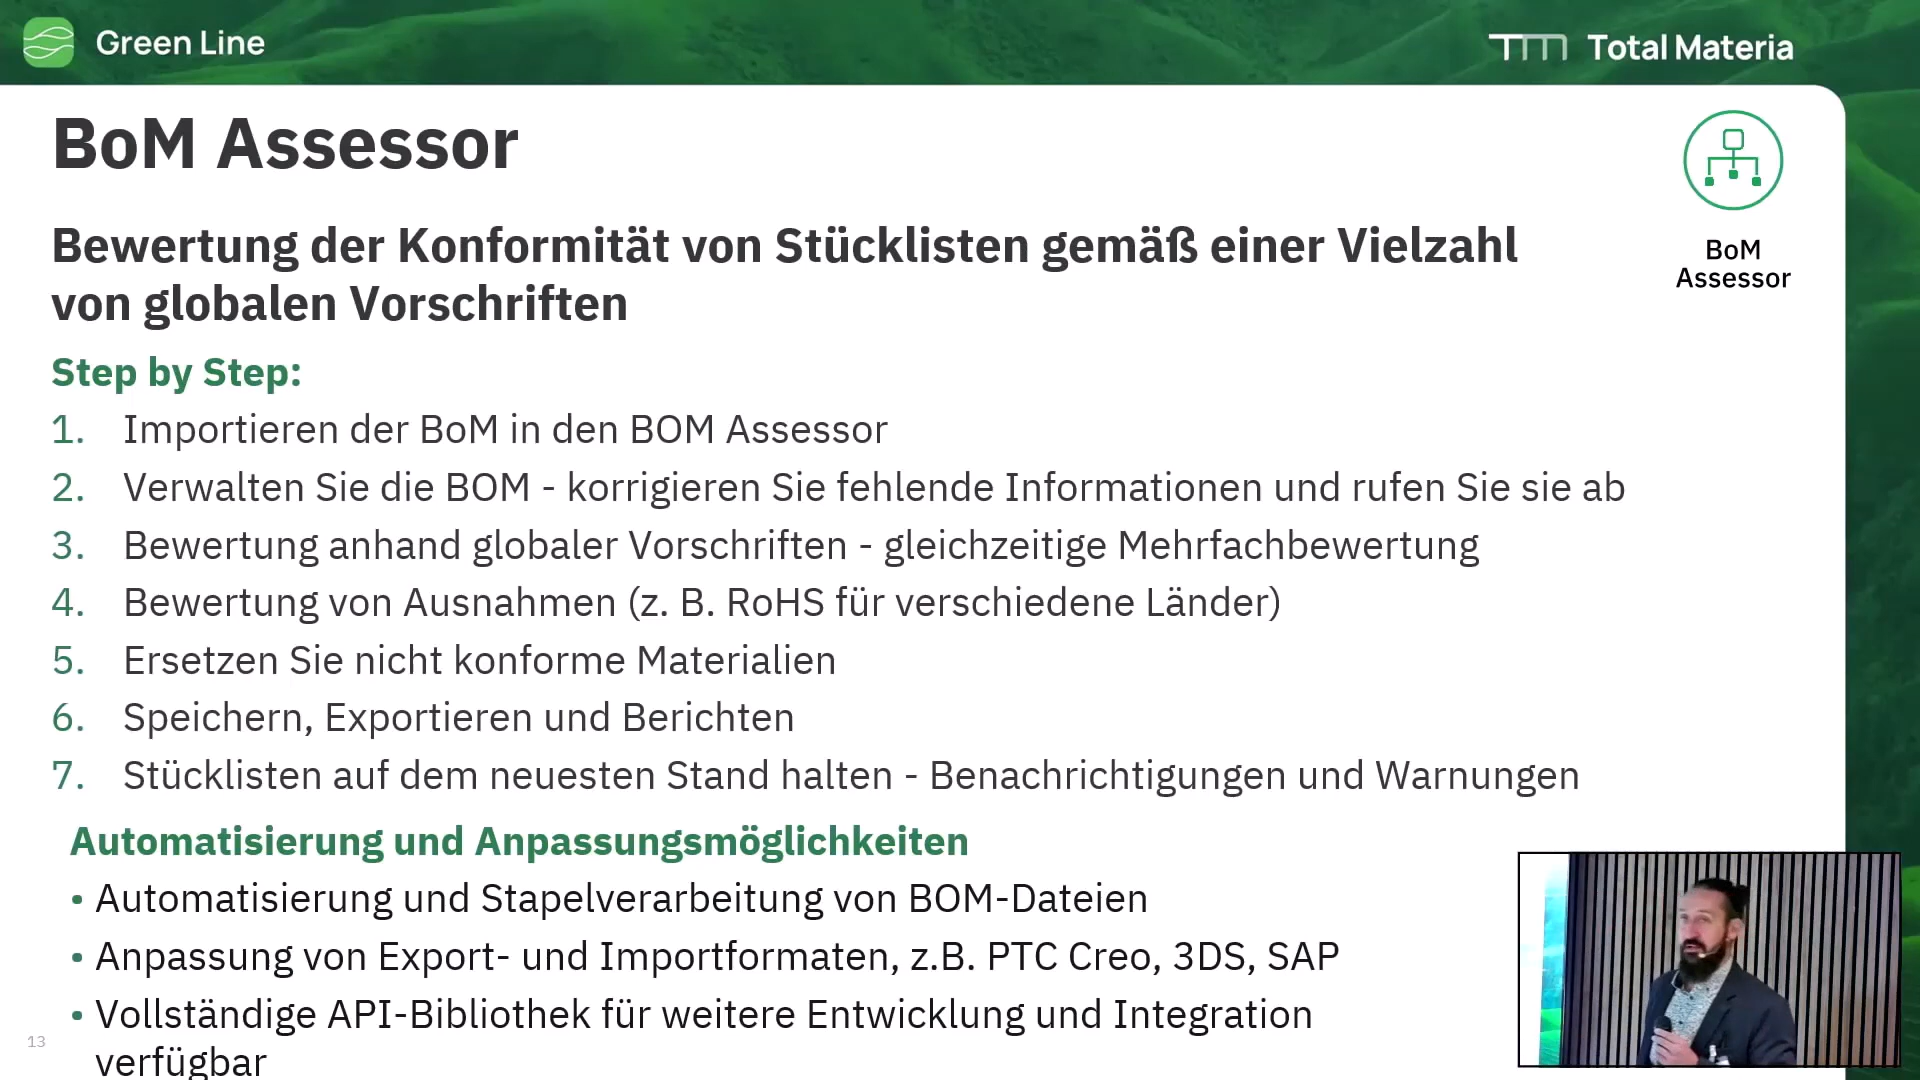 Green Line
Total Materia
BoM Assessor
BoM
Assessor
Bewertung der Konformität von Stücklisten gemäß einer Vielzahl
von globalen Vorschriften
Step by Step:
1. Importieren der BoM in den BOM Assessor
2. Verwalten Sie die BOM - korrigieren Sie fehlende Informationen und rufen Sie sie ab
3. Bewertung anhand globaler Vorschriften - gleichzeitige Mehrfachbewertung
4. Bewertung von Ausnahmen (z. B. RoHS für verschiedene Länder)
5. Ersetzen Sie nicht konforme Materialien
6. Speichern, Exportieren und Berichten
7. Stücklisten auf dem neuesten Stand halten - Benachrichtigungen und Warnungen
Automatisierung und Anpassungsmöglichkeiten
• Automatisierung und Stapelverarbeitung von BOM-Dateien
• Anpassung von Export- und Importformaten, z.B. PTC Creo, 3DS, SAP
• Vollständige API-Bibliothek für weitere Entwicklung und Integration
verfügbar
13